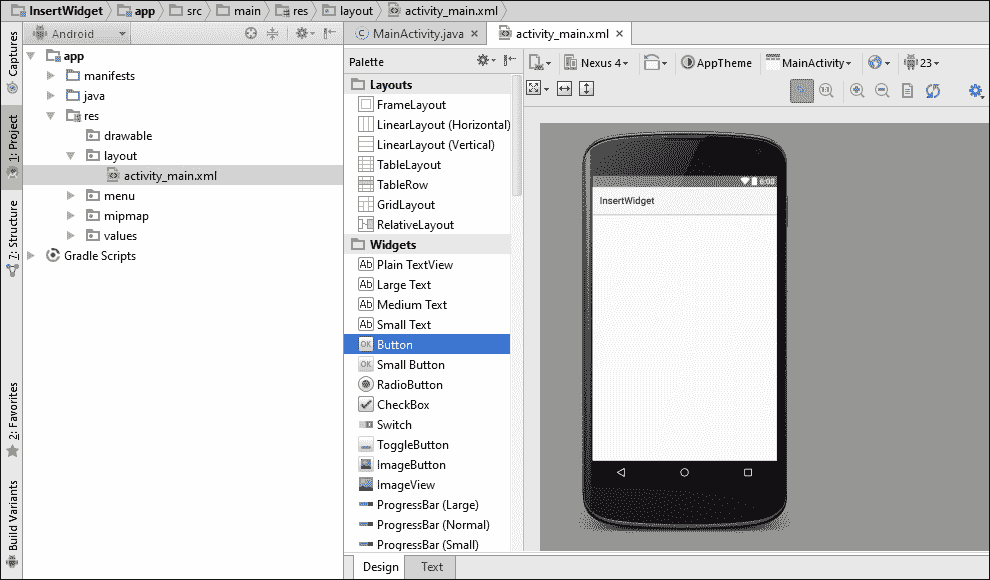 InsertWidget app src main res layout activity_main.xml
Captures
1: Project
7: Structure
2: Favorites
Build Variants
Android
app
manifests
java
res
drawable
layout
activity_main.xml
menu
mipmap
values
Gradle Scripts
MainActivity.java
activity_main.xml
Palette
Layouts
FrameLayout
LinearLayout (Horizontal)
LinearLayout (Vertical)
TableLayout
TableRow
GridLayout
RelativeLayout
Widgets
Ab Plain TextView
Ab Large Text
Ab Medium Text
Ab Small Text
OK Button
OK Small Button
RadioButton
CheckBox
Switch
ToggleButton
ImageButton
ImageView
ProgressBar (Large)
ProgressBar (Normal)
ProgressBar (Small)
Nexus 4 AppTheme MainActivity 23
1:1
6:00
InsertWidget
Design Text